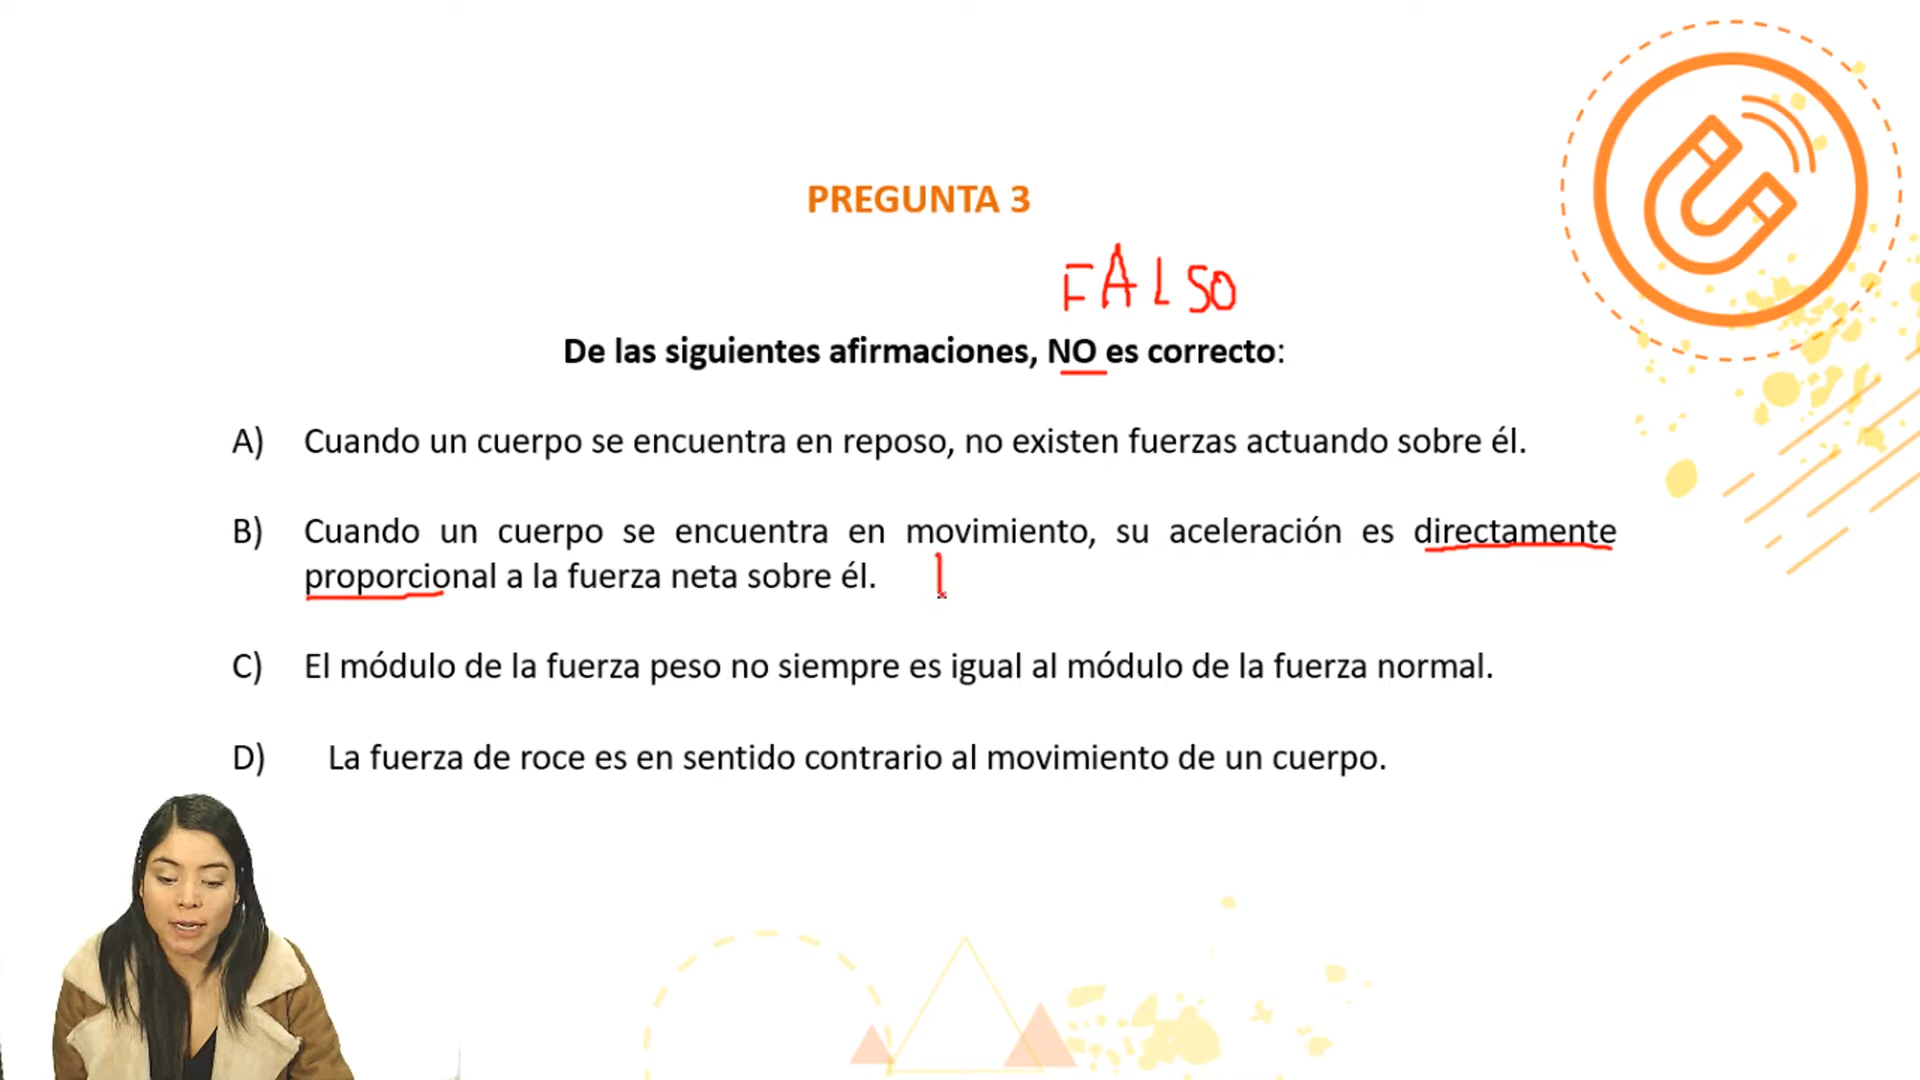 PREGUNTA 3
FALSO
De las siguientes afirmaciones, NO es correcto:
A) Cuando un cuerpo se encuentra en reposo, no existen fuerzas actuando sobre él.
B) Cuando un cuerpo se encuentra en movimiento, su aceleración es directamente
proporcional a la fuerza neta sobre él.
C) El módulo de la fuerza peso no siempre es igual al módulo de la fuerza normal.
D) La fuerza de roce es en sentido contrario al movimiento de un cuerpo.